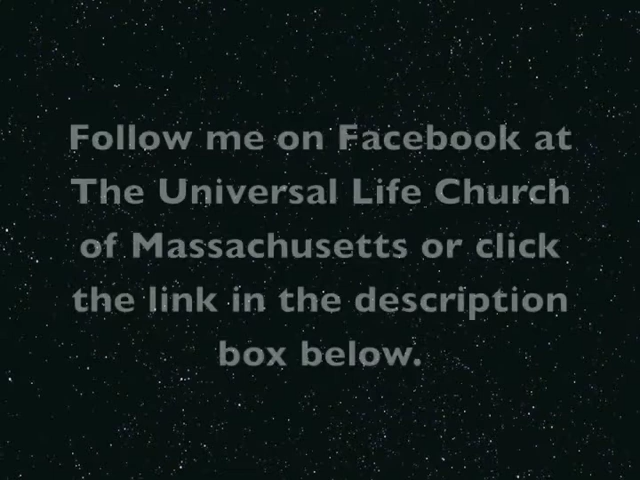 Follow me on Facebook at
The Universal Life Church
of Massachusetts or click
the link in the description
box below.